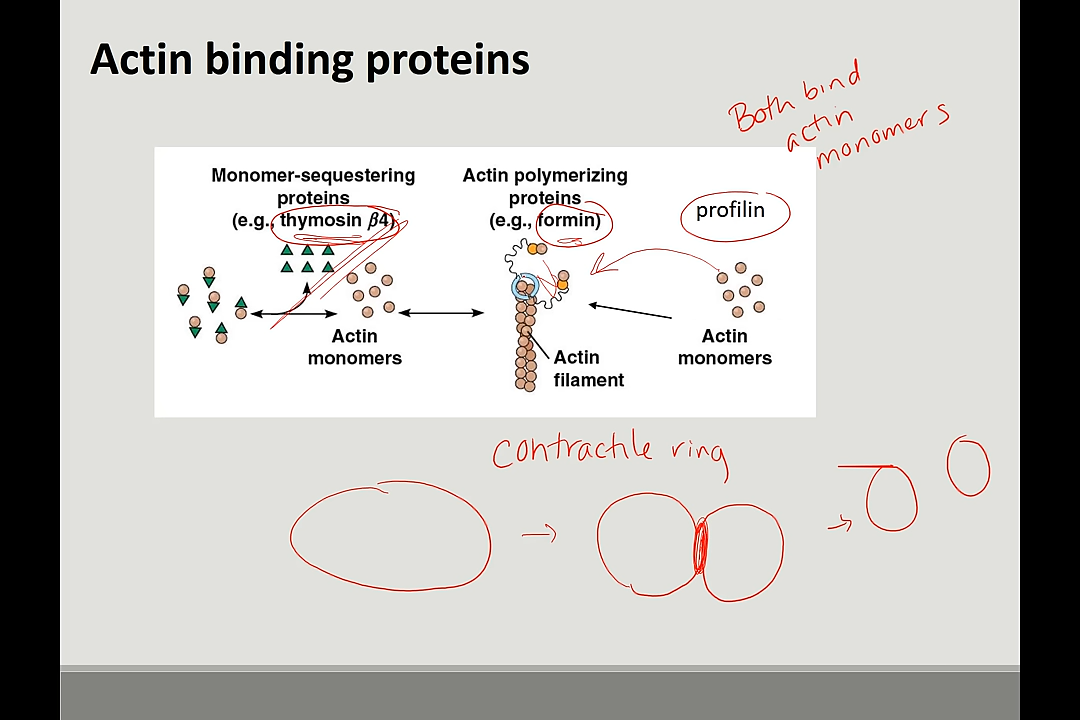 Actin binding proteins
Both bind
actin
monomers
Monomer-sequestering
proteins
(e.g., thymosin β4)
Actin polymerizing
proteins
(e.g., formin)
profilin
Actin
monomers
Actin
filament
Actin
monomers
contractile ring